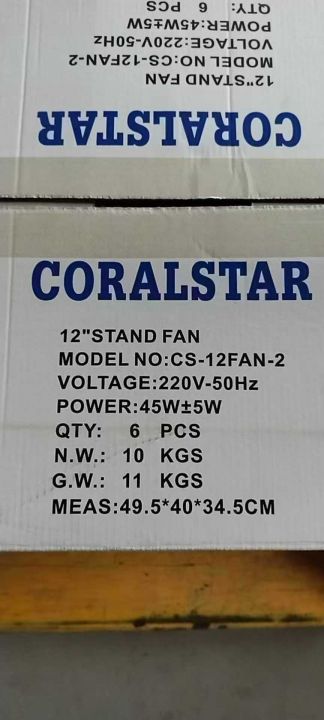 QTY: 6 PCS
POWER:45W±5W
VOLTAGE:220V-50Hz
MODEL NO:CS-12FAN-2
12"STAND FAN
CORALSTAR
CORALSTAR
12"STAND FAN
MODEL NO:CS-12FAN-2
VOLTAGE:220V-50Hz
POWER:45W±5W
QTY: 6 PCS
N.W.: 10 KGS
G.W.: 11 KGS
MEAS:49.5*40*34.5CM